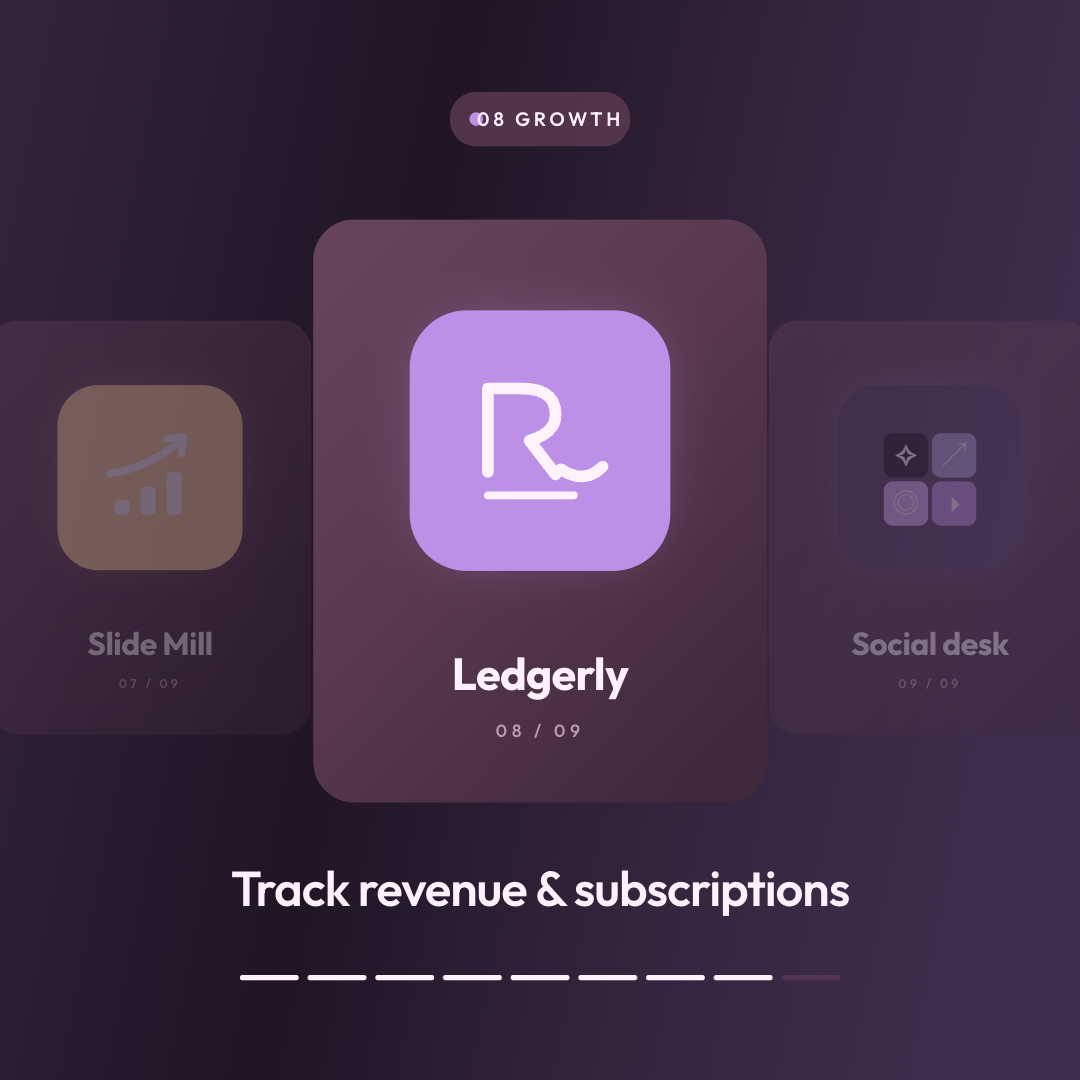 08 GROWTH
Slide Mill
07 / 09
Ledgerly
08 / 09
Social desk
09 / 09
Track revenue & subscriptions